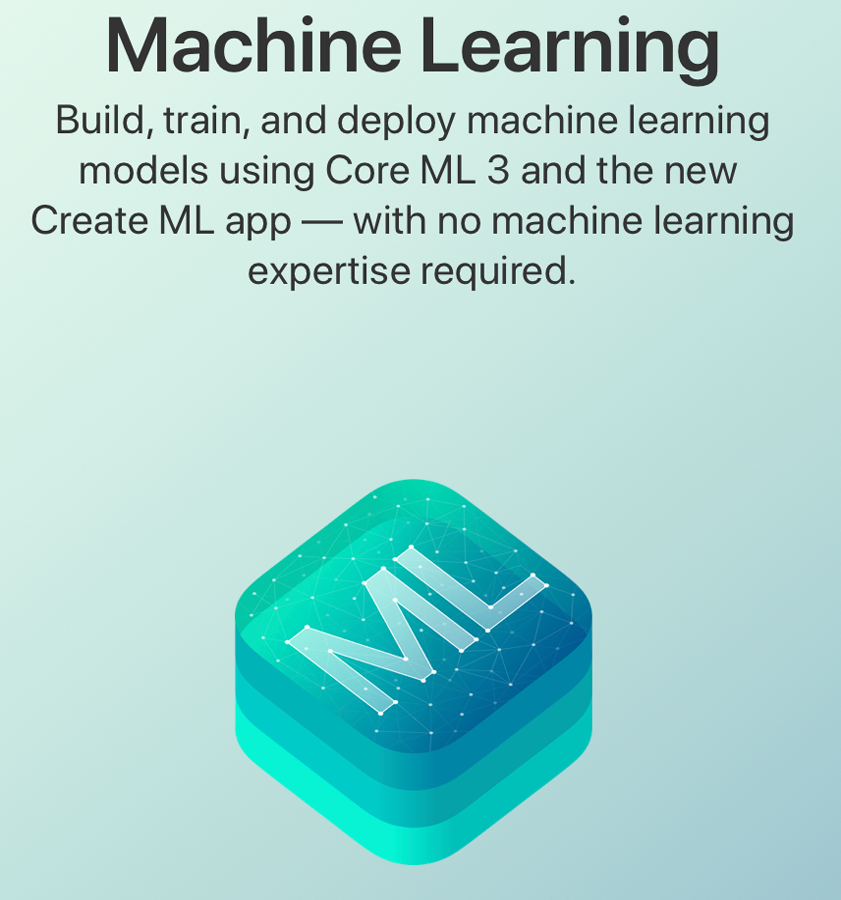 Machine Learning
Build, train, and deploy machine learning
models using Core ML 3 and the new
Create ML app — with no machine learning
expertise required.
ML